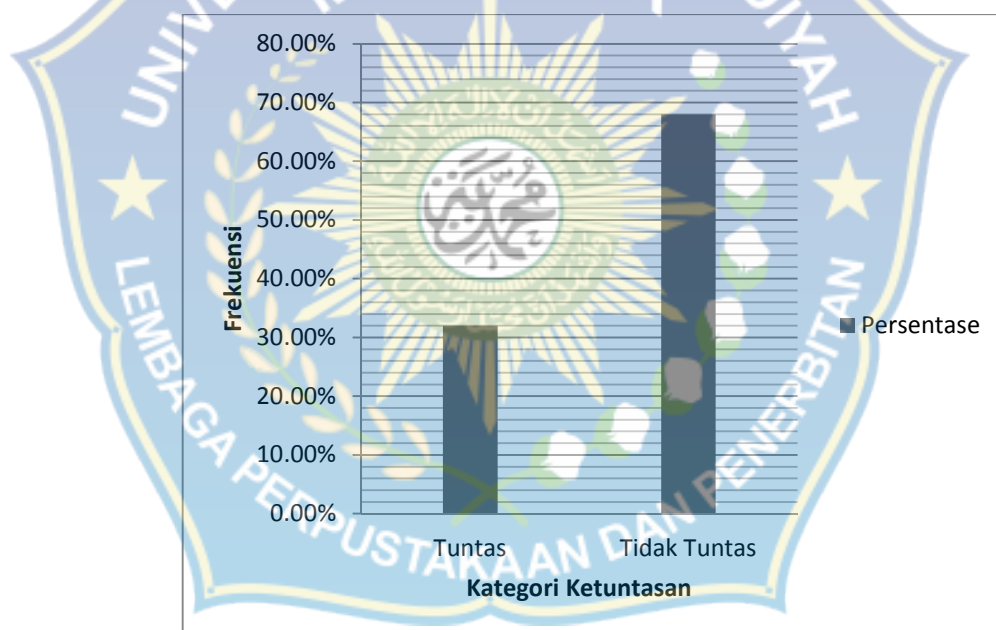 80.00%
70.00%
60.00%
50.00%
40.00%
30.00%
20.00%
10.00%
0.00%
Frekuensi
Tuntas
Tidak Tuntas
Kategori Ketuntasan
Persentase
LEMBAGA PERPUSTAKAAN DAN PENERBITAN